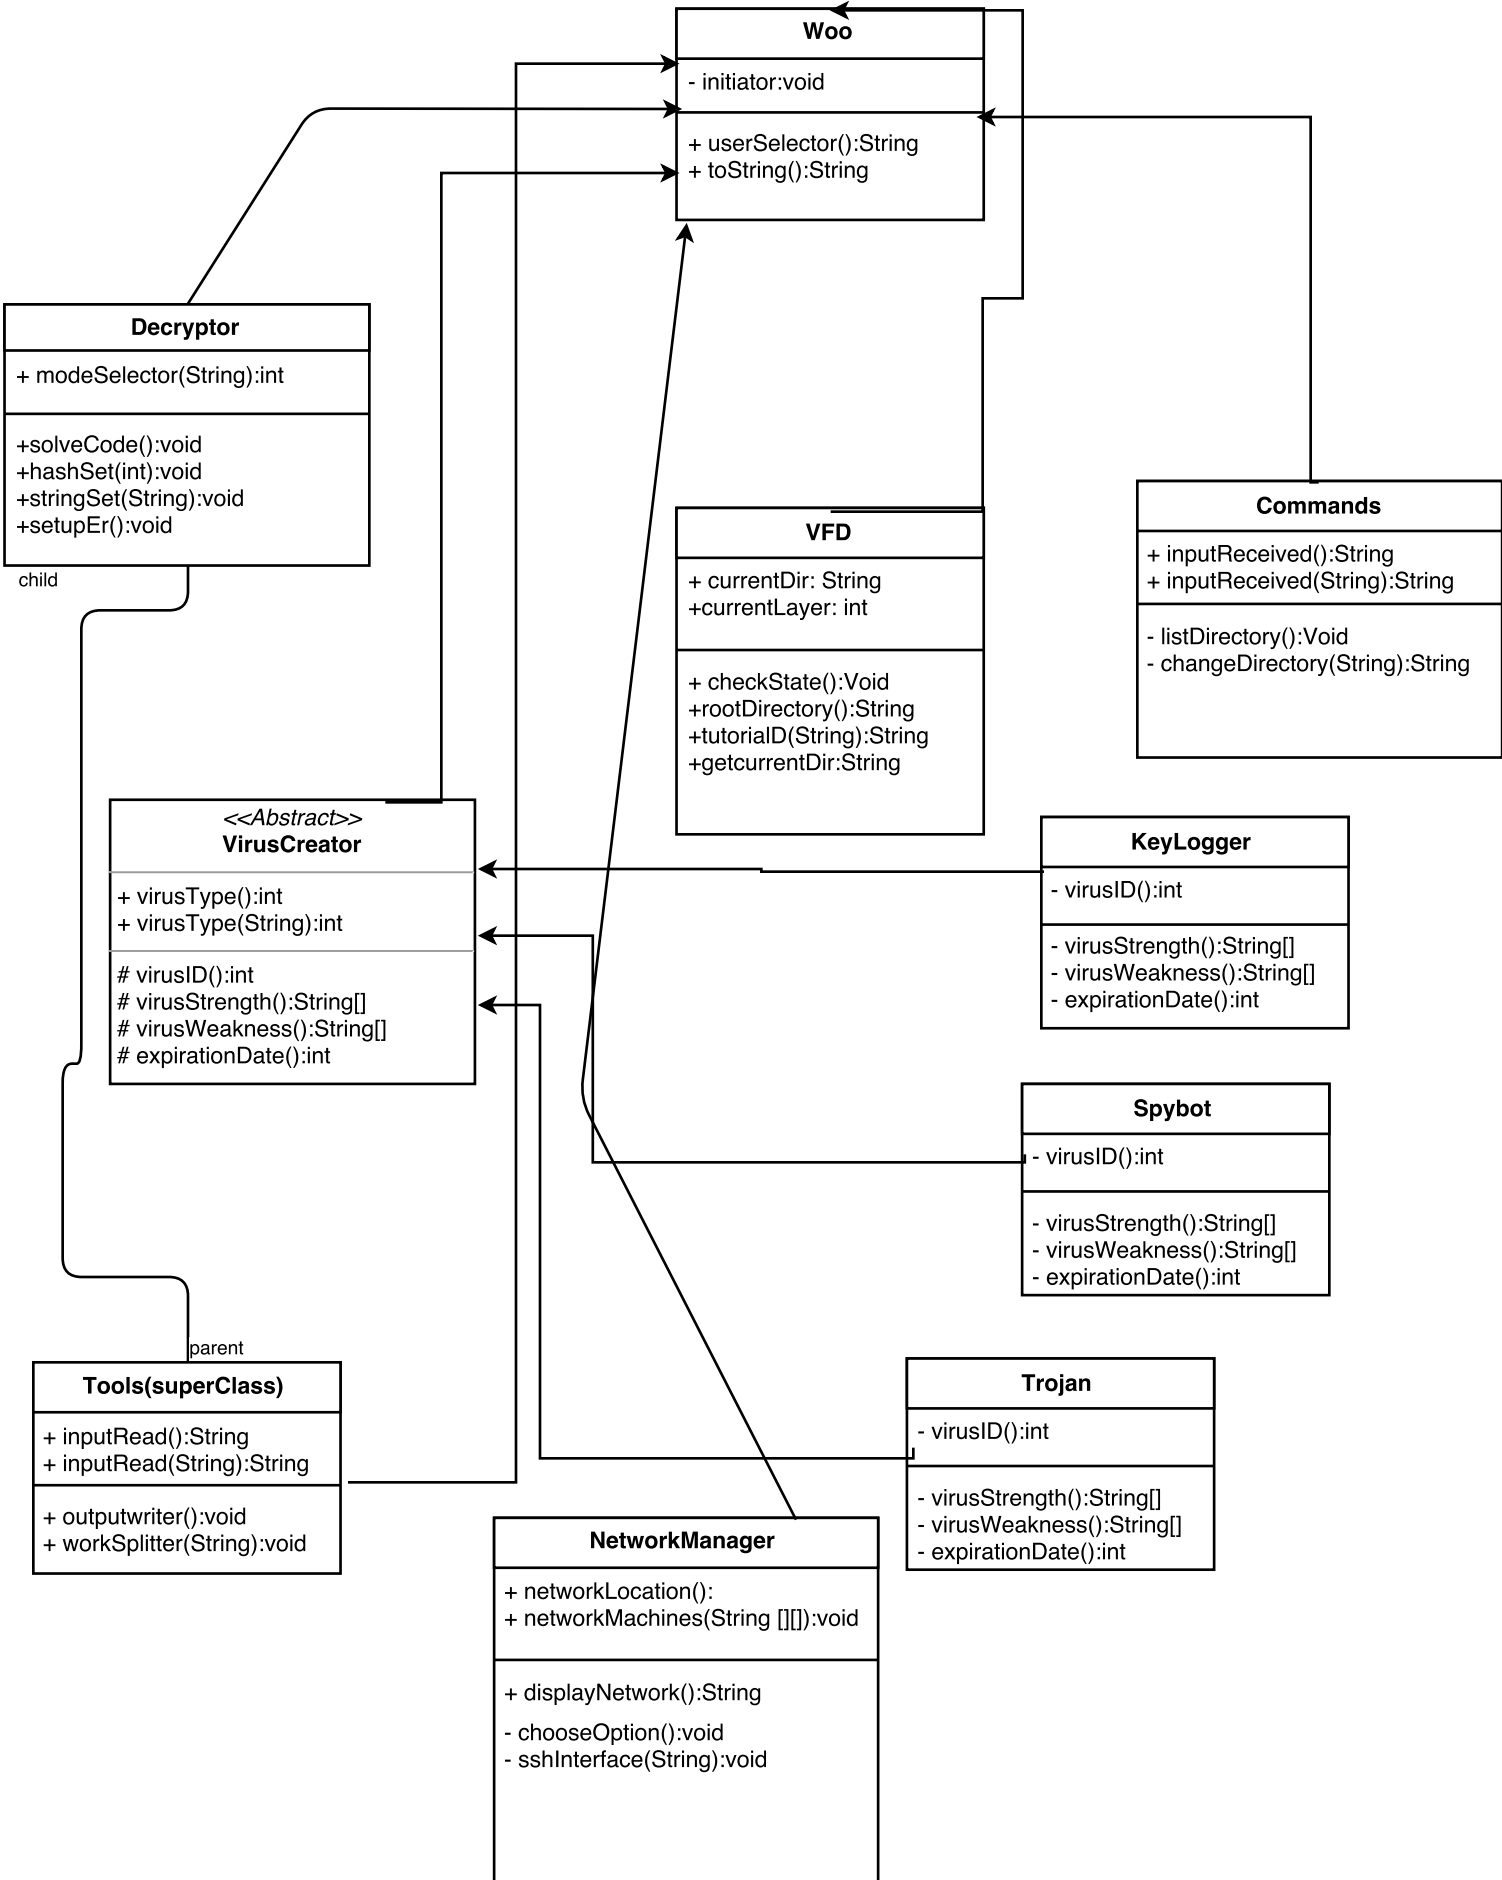 Woo
- initiator:void
+ userSelector():String
+ toString():String
Decryptor
+ modeSelector(String):int
+solveCode():void
+hashSet(int):void
+stringSet(String):void
+setupEr():void
child
VFD
+ currentDir: String
+currentLayer: int
+ checkState():Void
+rootDirectory():String
+tutorialD(String):String
+getcurrentDir:String
Commands
+ inputReceived():String
+ inputReceived(String):String
- listDirectory():Void
- changeDirectory(String):String
<<Abstract>>
VirusCreator
+ virusType():int
+ virusType(String):int
# virusID():int
# virusStrength():String[]
# virusWeakness():String[]
# expirationDate():int
KeyLogger
- virusID():int
- virusStrength():String[]
- virusWeakness():String[]
- expirationDate():int
Spybot
- virusID():int
- virusStrength():String[]
- virusWeakness():String[]
- expirationDate():int
parent
Tools(superClass)
+ inputRead():String
+ inputRead(String):String
+ outputwriter():void
+ workSplitter(String):void
Trojan
- virusID():int
- virusStrength():String[]
- virusWeakness():String[]
- expirationDate():int
NetworkManager
+ networkLocation():
+ networkMachines(String [][]):void
+ displayNetwork():String
- chooseOption():void
- sshInterface(String):void